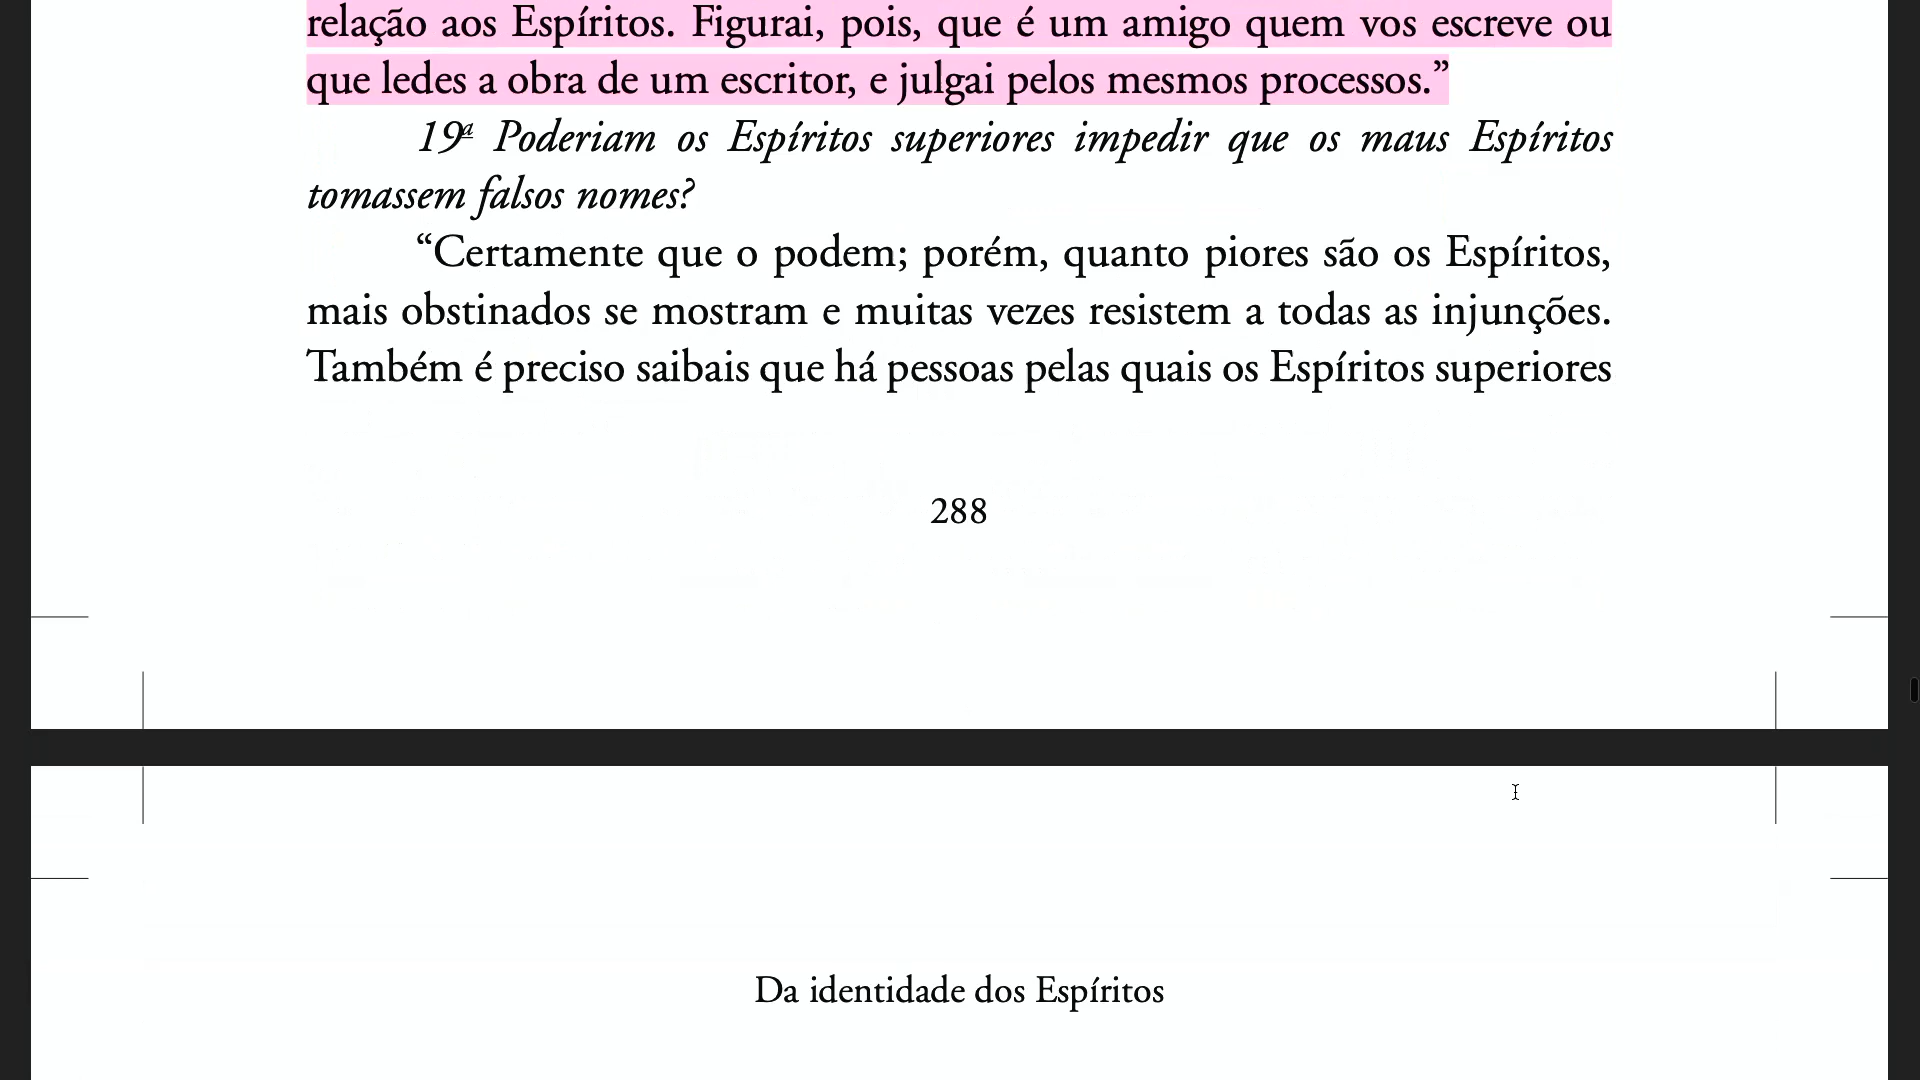 relação aos Espíritos. Figurai, pois, que é um amigo quem vos escreve ou
que ledes a obra de um escritor, e julgai pelos mesmos processos.”
19ª Poderiam os Espíritos superiores impedir que os maus Espíritos
tomassem falsos nomes?
“Certamente que o podem; porém, quanto piores são os Espíritos,
mais obstinados se mostram e muitas vezes resistem a todas as injunções.
Também é preciso saibais que há pessoas pelas quais os Espíritos superiores
288
Da identidade dos Espíritos